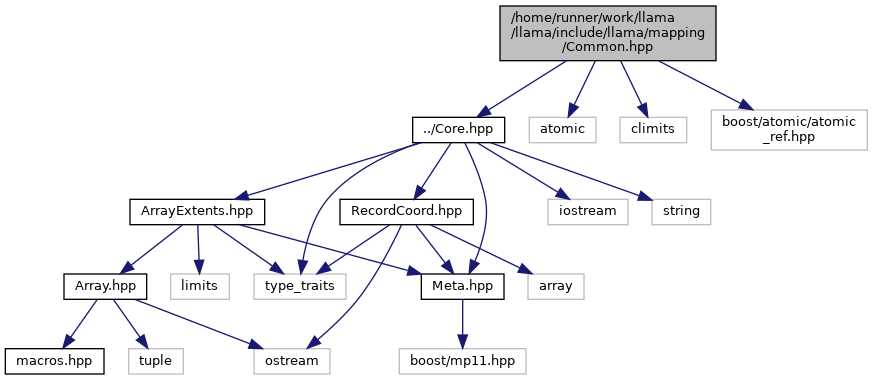 /home/runner/work/llama
/llama/include/llama/mapping
/Common.hpp
../Core.hpp
atomic
climits
boost/atomic/atomic
_ref.hpp
ArrayExtents.hpp
RecordCoord.hpp
iostream
string
Array.hpp
limits
type_traits
Meta.hpp
array
macros.hpp
tuple
ostream
boost/mp11.hpp